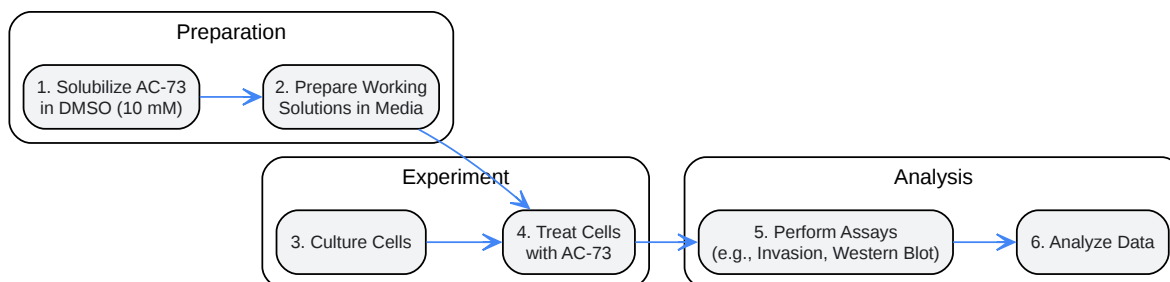 Preparation
1. Solubilize AC-73
in DMSO (10 mM)
2. Prepare Working
Solutions in Media
Experiment
3. Culture Cells
4. Treat Cells
with AC-73
Analysis
5. Perform Assays
(e.g., Invasion, Western Blot)
6. Analyze Data